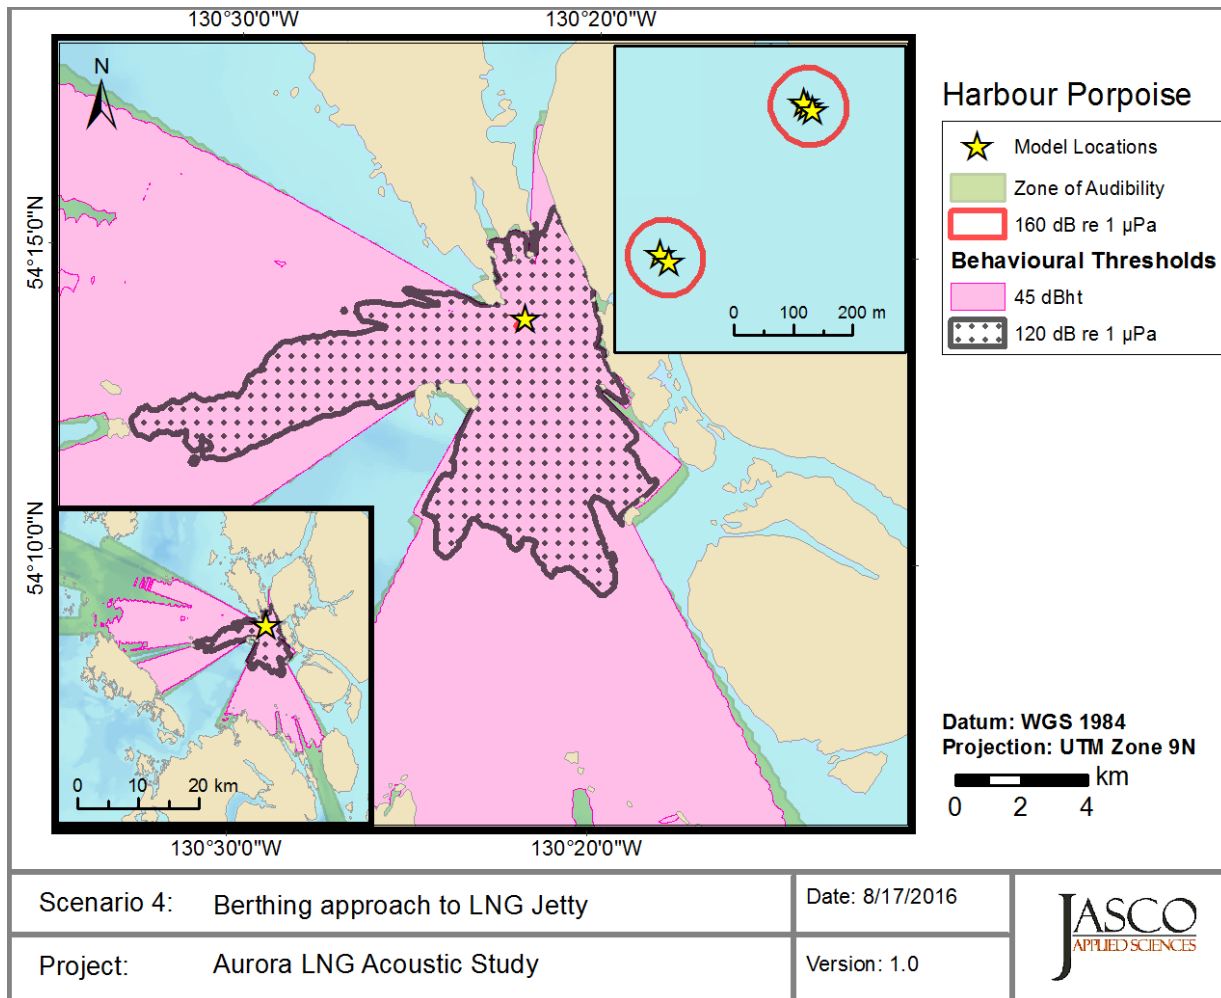 130°30'0"W 130°20'0"W
N
54°15'0"N
54°10'0"N
0 120 200 m
0 10 20 km
130°30'0"W 130°20'0"W
Harbour Porpoise
Model Locations
Zone of Audibility
160 dB re 1 µPa
Behavioural Thresholds
45 dBht
120 dB re 1 µPa
Datum: WGS 1984
Projection: UTM Zone 9N
km
0 2 4
Scenario 4: Berthing approach to LNG Jetty
Date: 8/17/2016
Project: Aurora LNG Acoustic Study
Version: 1.0
JASCO
APPLIED SCIENCES